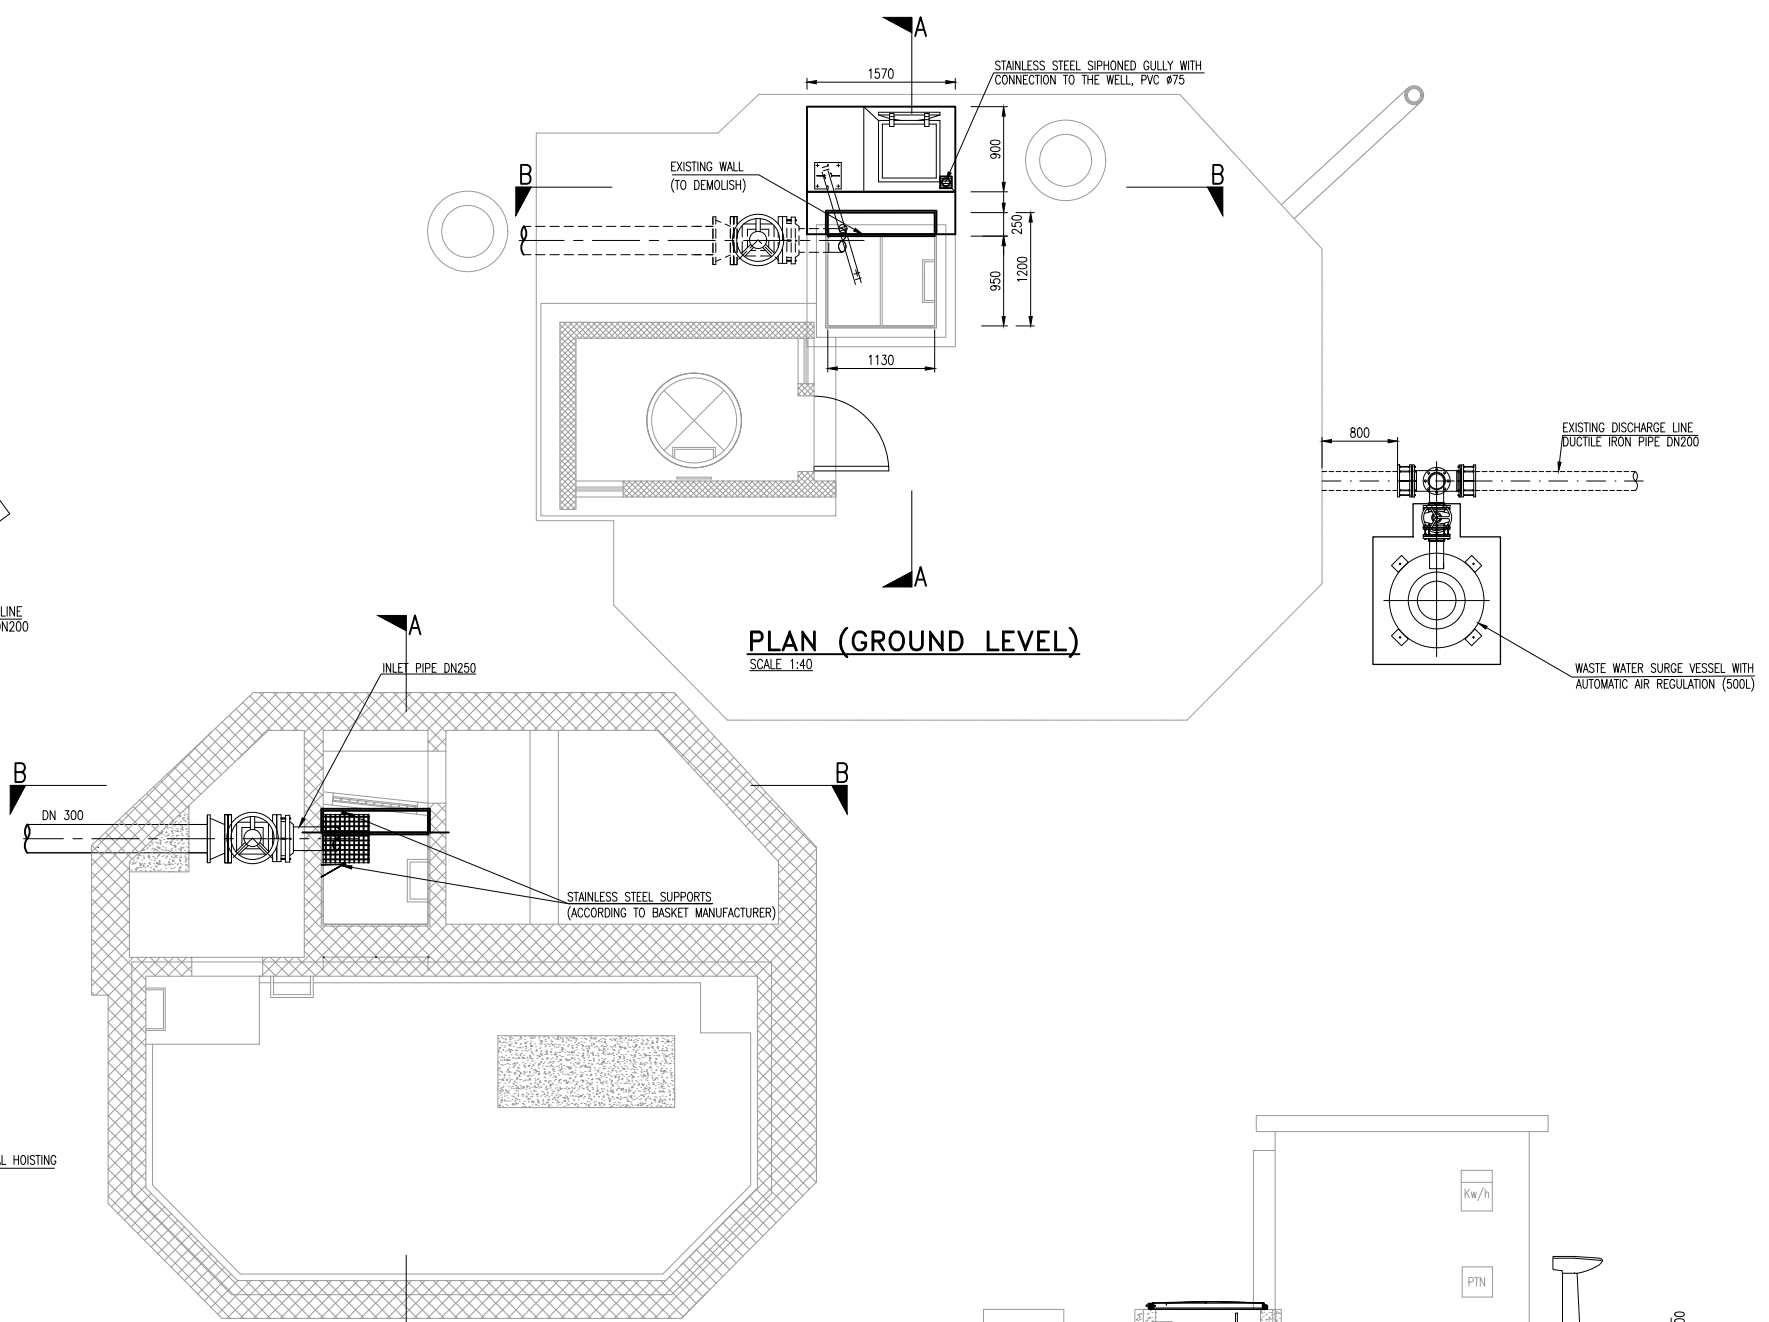 A
1570
STAINLESS STEEL SIPHONED GULLY WITH
CONNECTION TO THE WELL, PVC ø75
900
EXISTING WALL
(TO DEMOLISH)
B
B
250
950
1200
1130
800
EXISTING DISCHARGE LINE
DUCTILE IRON PIPE DN200
A
PLAN (GROUND LEVEL)
SCALE 1:40
WASTE WATER SURGE VESSEL WITH
AUTOMATIC AIR REGULATION (500L)
LINE
DN200
A
INLET PIPE DN250
B
B
DN 300
STAINLESS STEEL SUPPORTS
(ACCORDING TO BASKET MANUFACTURER)
AL HOISTING
Kw/h
PTN